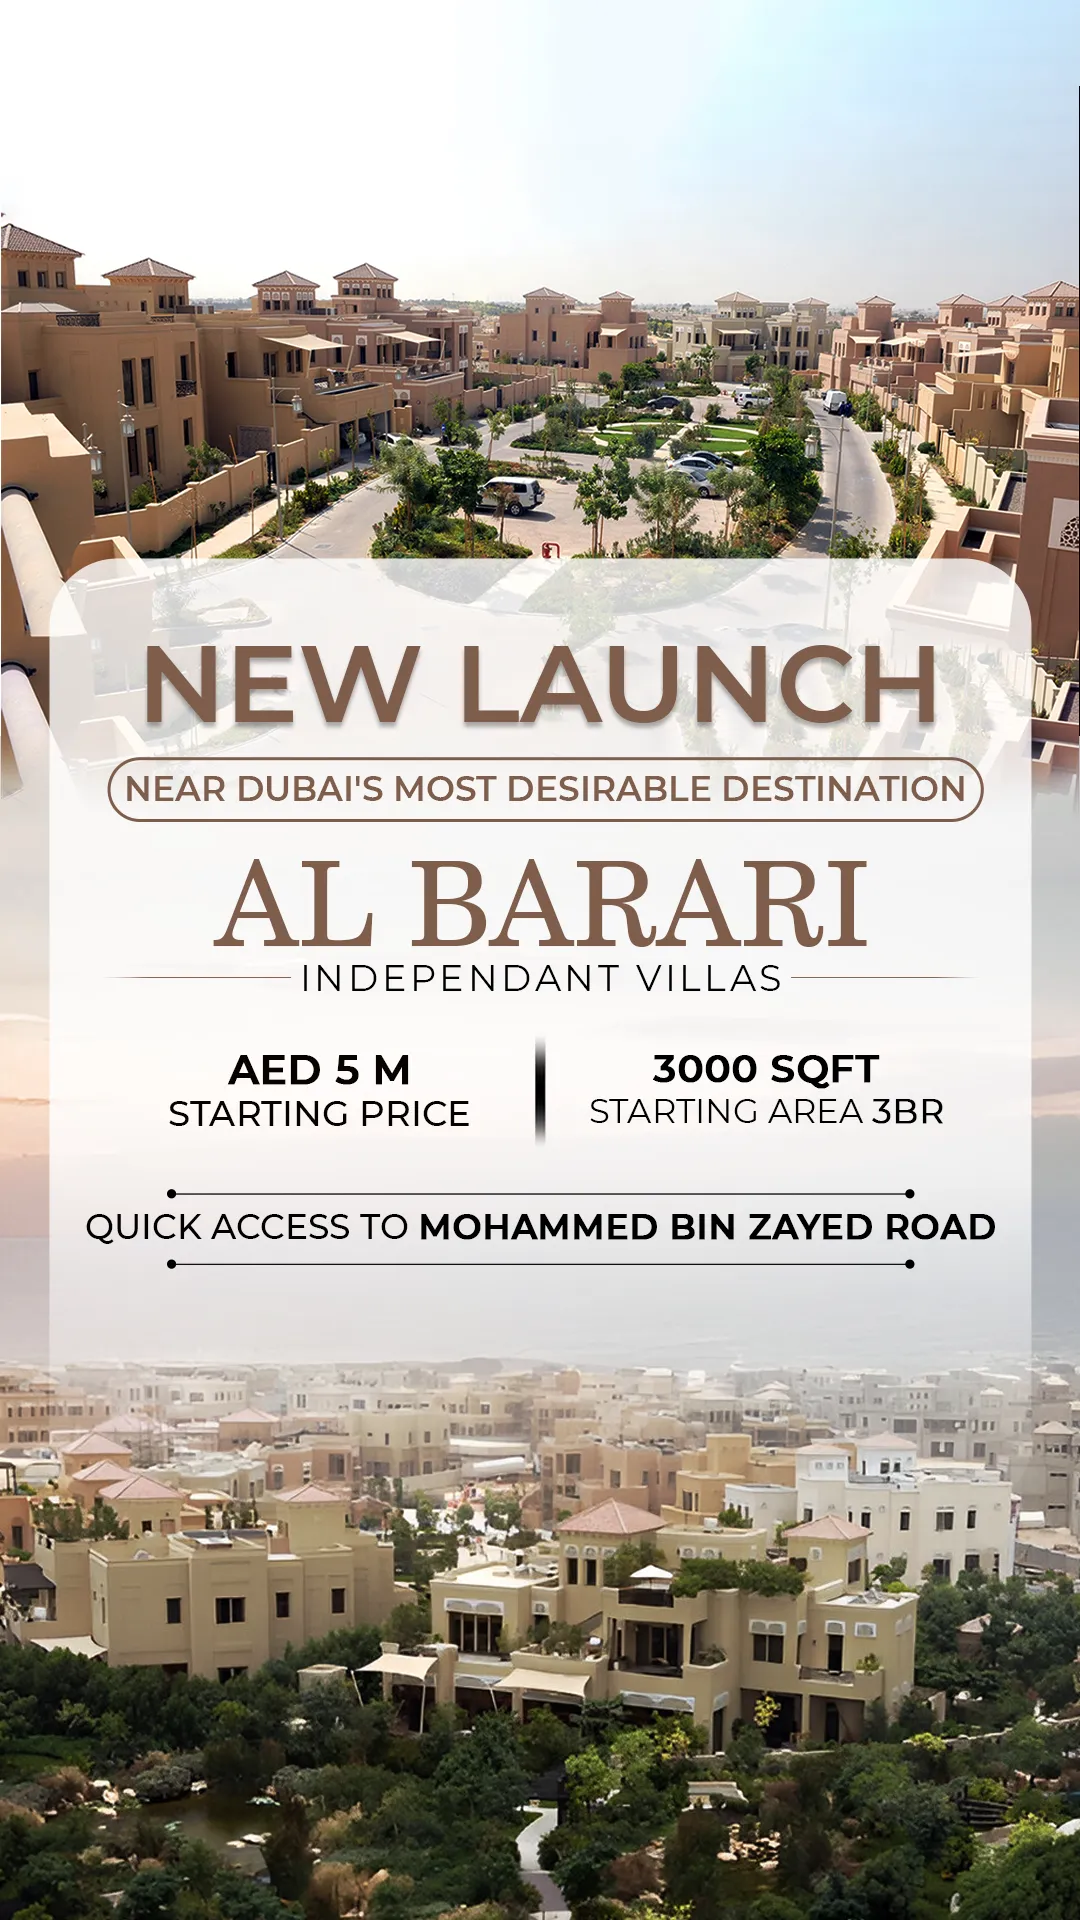 NEW LAUNCH
NEAR DUBAI'S MOST DESIRABLE DESTINATION
AL BARARI
INDEPENDANT VILLAS
AED 5 M
STARTING PRICE
3000 SQFT
STARTING AREA 3BR
QUICK ACCESS TO MOHAMMED BIN ZAYED ROAD